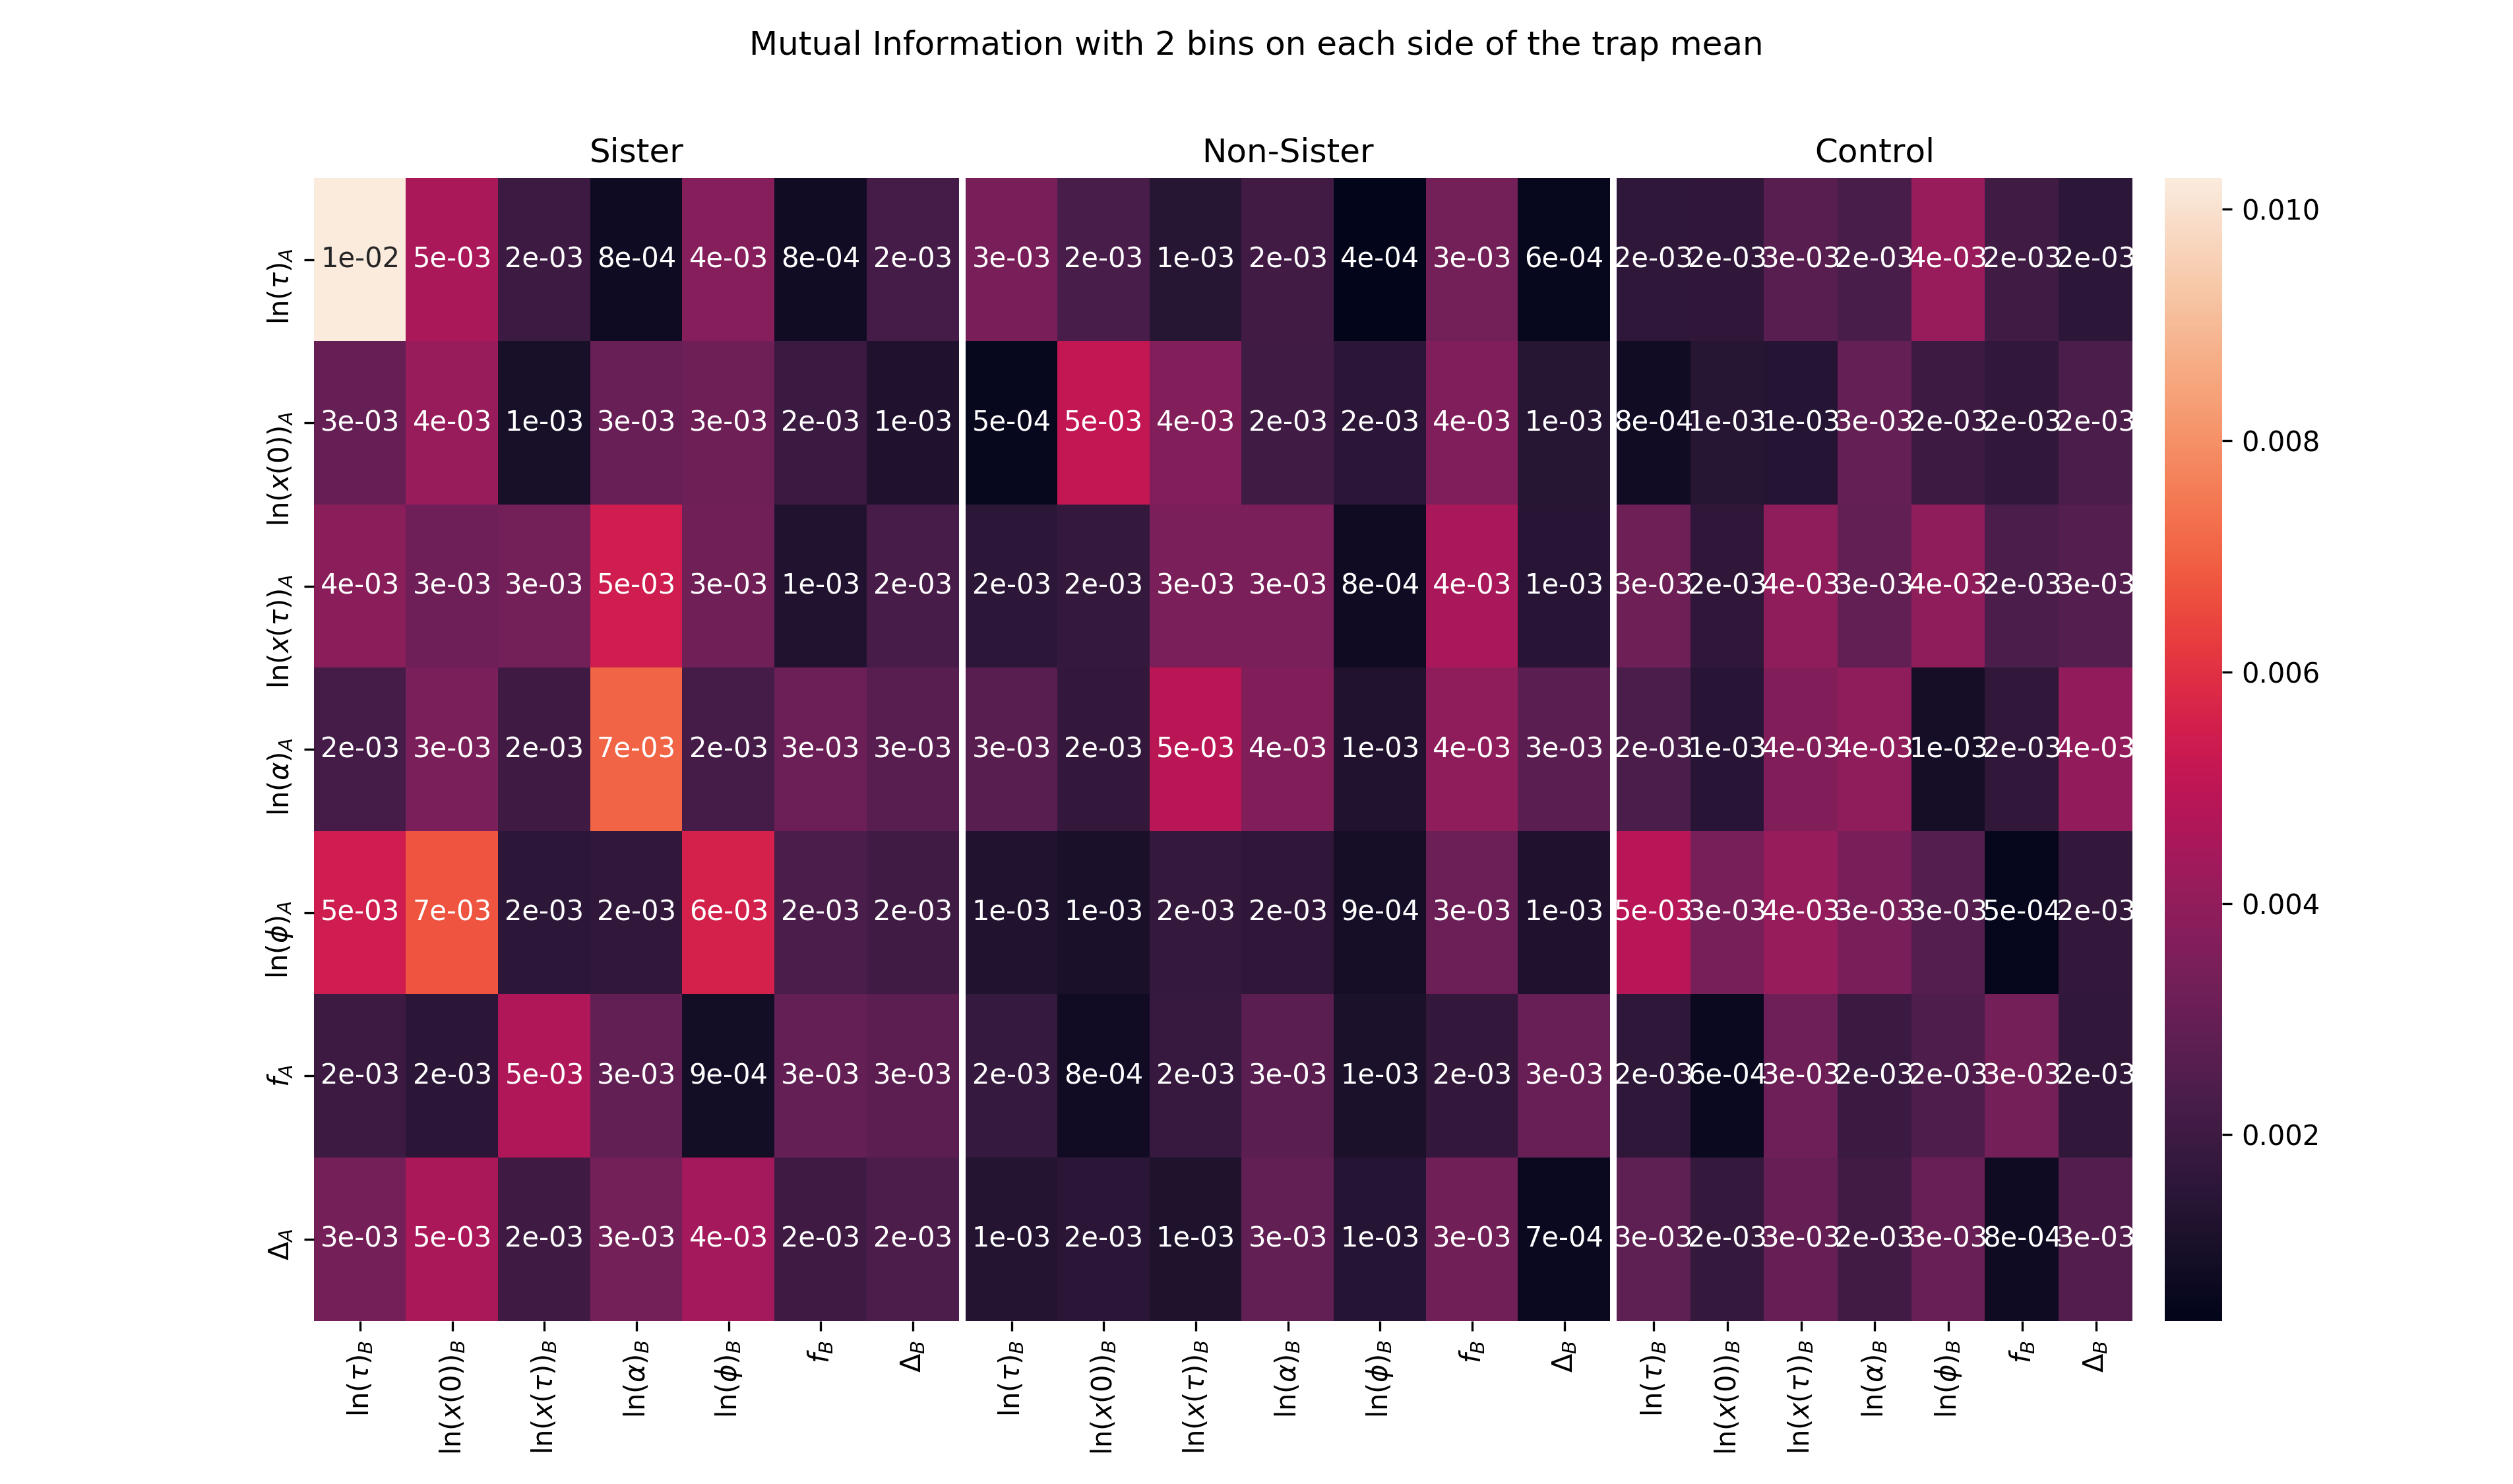 Mutual Information with 2 bins on each side of the trap mean
Sister Non-Sister Control
ln(τ)_A 1e-02 5e-03 2e-03 8e-04 4e-03 8e-04 2e-03 3e-03 2e-03 1e-03 2e-03 4e-04 3e-03 6e-04 2e-03 2e-03 3e-03 2e-03 4e-03 2e-03 2e-03 0.010
ln(x(0))_A 3e-03 4e-03 1e-03 3e-03 3e-03 2e-03 1e-03 5e-04 5e-03 4e-03 2e-03 2e-03 4e-03 1e-03 8e-04 1e-03 1e-03 3e-03 2e-03 2e-03 2e-03 0.008
ln(x(τ))_A 4e-03 3e-03 3e-03 5e-03 3e-03 1e-03 2e-03 2e-03 2e-03 3e-03 3e-03 8e-04 4e-03 1e-03 3e-03 2e-03 4e-03 3e-03 4e-03 2e-03 3e-03 0.006
ln(α)_A 2e-03 3e-03 2e-03 7e-03 2e-03 3e-03 3e-03 3e-03 2e-03 5e-03 4e-03 1e-03 4e-03 3e-03 2e-03 1e-03 4e-03 4e-03 1e-03 2e-03 4e-03
ln(ϕ)_A 5e-03 7e-03 2e-03 2e-03 6e-03 2e-03 2e-03 1e-03 1e-03 2e-03 2e-03 9e-04 3e-03 1e-03 5e-03 3e-03 4e-03 3e-03 3e-03 5e-04 2e-03 0.004
f_A 2e-03 2e-03 5e-03 3e-03 9e-04 3e-03 3e-03 2e-03 8e-04 2e-03 3e-03 1e-03 2e-03 3e-03 2e-03 6e-04 3e-03 2e-03 2e-03 3e-03 2e-03 0.002
Δ_A 3e-03 5e-03 2e-03 3e-03 4e-03 2e-03 2e-03 1e-03 2e-03 1e-03 3e-03 1e-03 3e-03 7e-04 3e-03 2e-03 3e-03 2e-03 3e-03 8e-04 3e-03
ln(τ)_B ln(x(0))_B ln(x(τ))_B ln(α)_B ln(ϕ)_B f_B Δ_B ln(τ)_B ln(x(0))_B ln(x(τ))_B ln(α)_B ln(ϕ)_B f_B Δ_B ln(τ)_B ln(x(0))_B ln(x(τ))_B ln(α)_B ln(ϕ)_B f_B Δ_B